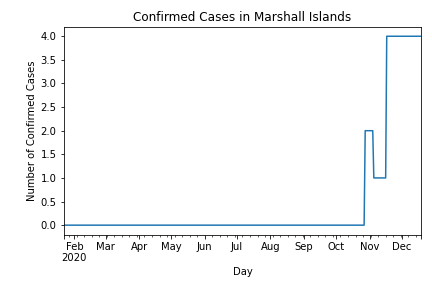 Confirmed Cases in Marshall Islands
Number of Confirmed Cases
4.0
3.5
3.0
2.5
2.0
1.5
1.0
0.5
0.0
Feb Mar Apr May Jun Jul Aug Sep Oct Nov Dec
2020
Day